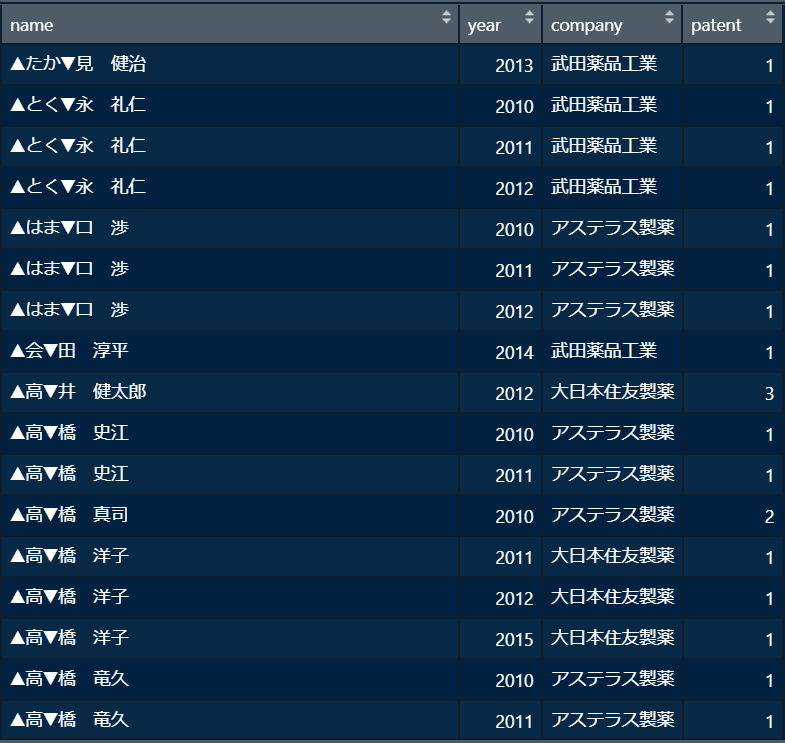 name year company patent
▲たか▼見　健治 2013 武田薬品工業 1
▲とく▼永　礼仁 2010 武田薬品工業 1
▲とく▼永　礼仁 2011 武田薬品工業 1
▲とく▼永　礼仁 2012 武田薬品工業 1
▲はま▼口　渉 2010 アステラス製薬 1
▲はま▼口　渉 2011 アステラス製薬 1
▲はま▼口　渉 2012 アステラス製薬 1
▲会▼田　淳平 2014 武田薬品工業 1
▲高▼井　健太郎 2012 大日本住友製薬 3
▲高▼橋　史江 2010 アステラス製薬 1
▲高▼橋　史江 2011 アステラス製薬 1
▲高▼橋　真司 2010 アステラス製薬 2
▲高▼橋　洋子 2011 大日本住友製薬 1
▲高▼橋　洋子 2012 大日本住友製薬 1
▲高▼橋　洋子 2015 大日本住友製薬 1
▲高▼橋　竜久 2010 アステラス製薬 1
▲高▼橋　竜久 2011 アステラス製薬 1